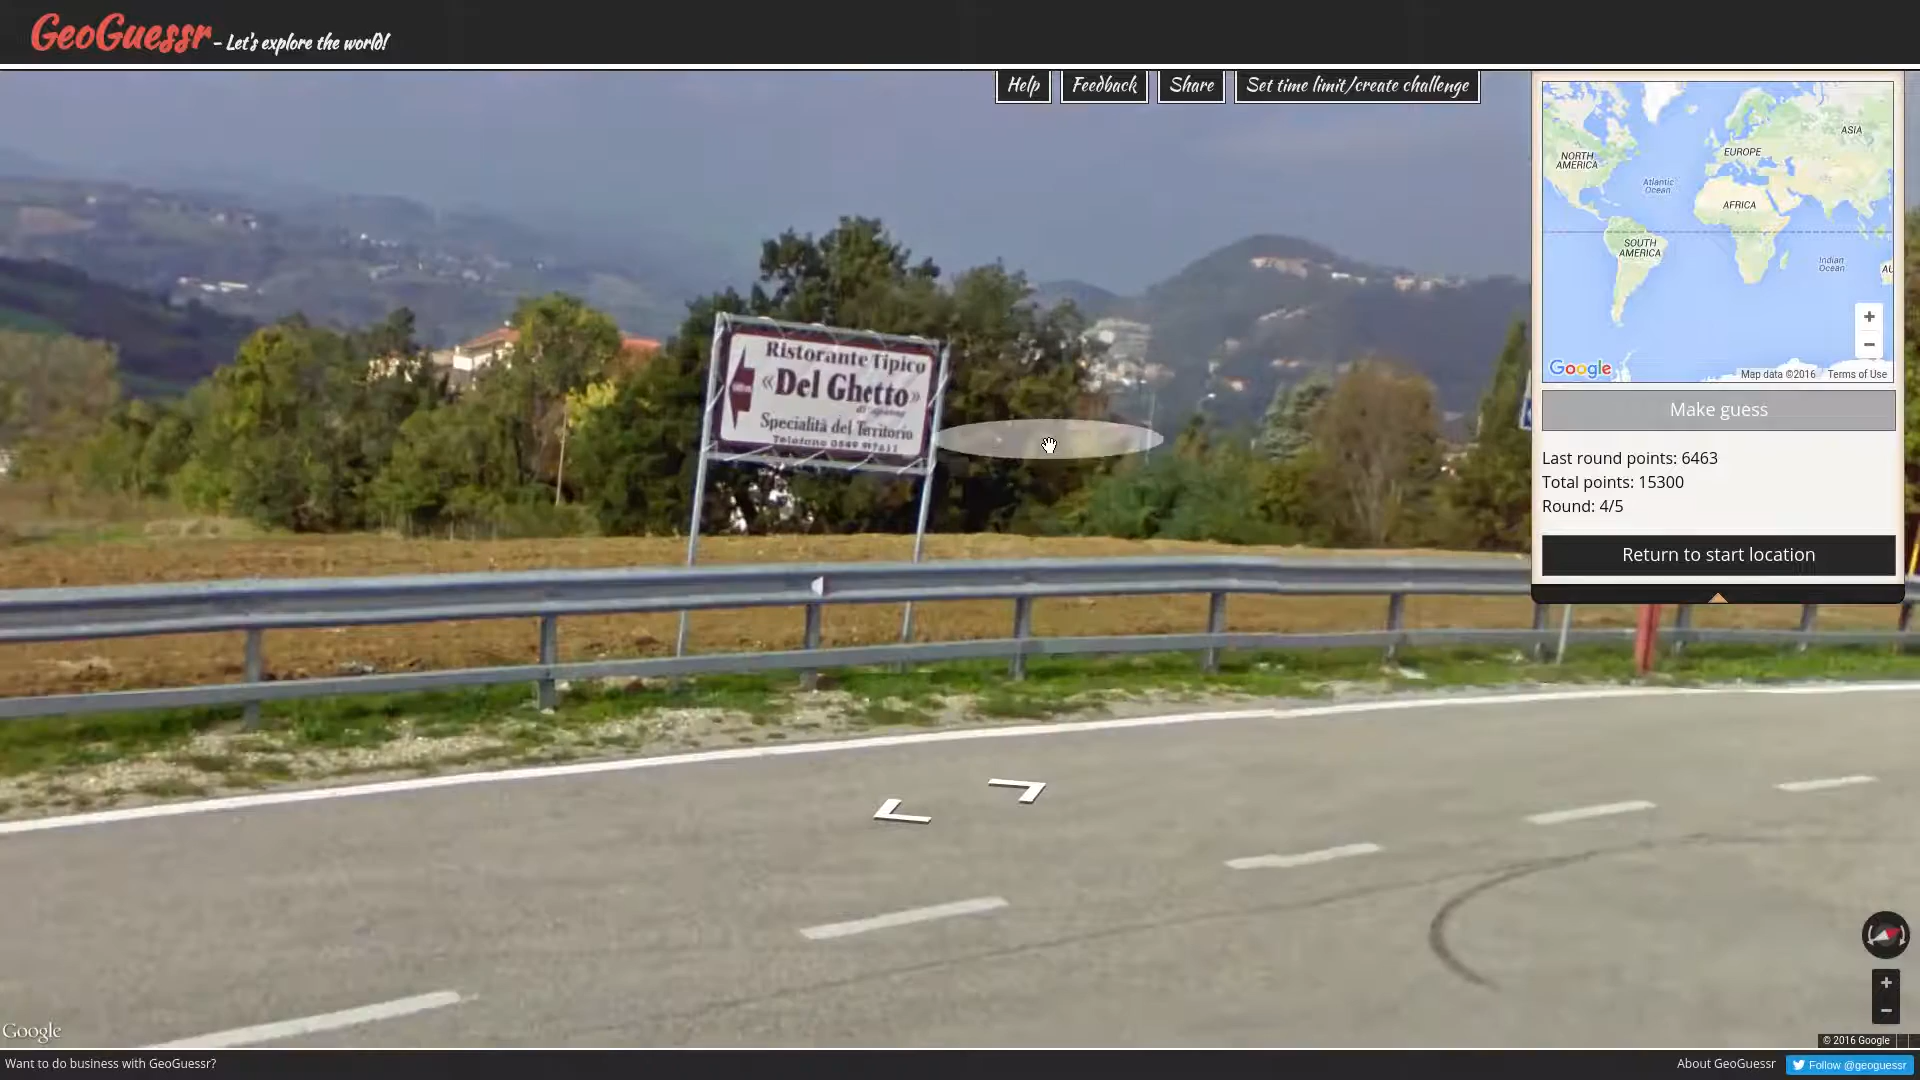 GeoGuessr - Let's explore the world!
Help
Feedback
Share
Set time limit/create challenge
NORTH AMERICA
EUROPE
ASIA
Atlantic Ocean
AFRICA
SOUTH AMERICA
Indian Ocean
AU
+
−
Google
Map data ©2016
Terms of Use
Make guess
Last round points: 6463
Total points: 15300
Round: 4/5
Return to start location
Ristorante Tipico
«Del Ghetto»
Specialità del Territorio
Telefono 0549
+
−
Google
© 2016 Google
Want to do business with GeoGuessr?
About GeoGuessr
Follow @geoguessr